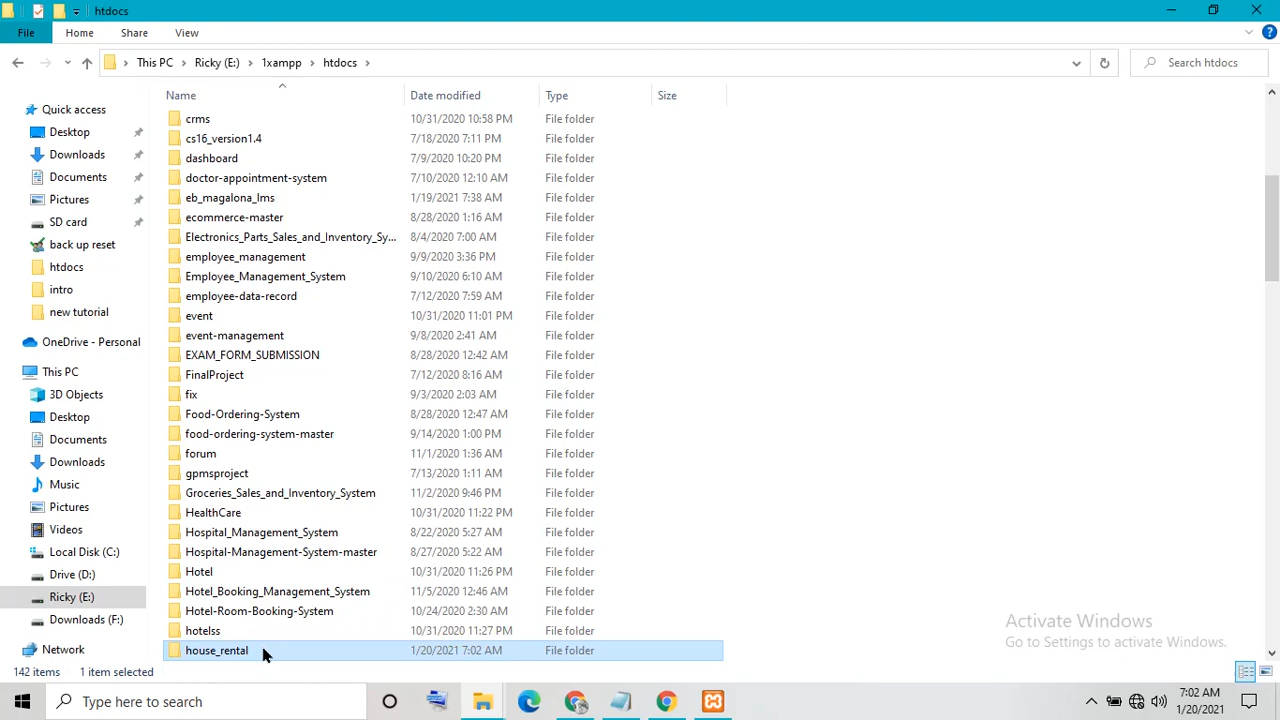 htdocs
File Home Share View
This PC Ricky (E:) 1xampp htdocs Search htdocs
Name Date modified Type Size
Quick access
Desktop
Downloads
Documents
Pictures
SD card
back up reset
htdocs
intro
new tutorial
OneDrive - Personal
This PC
3D Objects
Desktop
Documents
Downloads
Music
Pictures
Videos
Local Disk (C:)
Drive (D:)
Ricky (E:)
Downloads (F:)
Network
crms 10/31/2020 10:58 PM File folder
cs16_version1.4 7/18/2020 7:11 PM File folder
dashboard 7/9/2020 10:20 PM File folder
doctor-appointment-system 7/10/2020 12:10 AM File folder
eb_magalona_lms 1/19/2021 7:38 AM File folder
ecommerce-master 8/28/2020 1:16 AM File folder
Electronics_Parts_Sales_and_Inventory_Sy... 8/4/2020 7:00 AM File folder
employee_management 9/9/2020 3:36 PM File folder
Employee_Management_System 9/10/2020 6:10 AM File folder
employee-data-record 7/12/2020 7:59 AM File folder
event 10/31/2020 11:01 PM File folder
event-management 9/8/2020 2:41 AM File folder
EXAM_FORM_SUBMISSION 8/28/2020 12:42 AM File folder
FinalProject 7/12/2020 8:16 AM File folder
fix 9/3/2020 2:03 AM File folder
Food-Ordering-System 8/28/2020 12:47 AM File folder
food-ordering-system-master 9/14/2020 1:00 PM File folder
forum 11/1/2020 1:36 AM File folder
gpmsproject 7/13/2020 1:11 AM File folder
Groceries_Sales_and_Inventory_System 11/2/2020 9:46 PM File folder
HealthCare 10/31/2020 11:22 PM File folder
Hospital_Management_System 8/22/2020 5:27 AM File folder
Hospital-Management-System-master 8/27/2020 5:22 AM File folder
Hotel 10/31/2020 11:26 PM File folder
Hotel_Booking_Management_System 11/5/2020 12:46 AM File folder
Hotel-Room-Booking-System 10/24/2020 2:30 AM File folder
hotelss 10/31/2020 11:27 PM File folder
house_rental 1/20/2021 7:02 AM File folder
Activate Windows
Go to Settings to activate Windows.
142 items 1 item selected
Type here to search
7:02 AM
1/20/2021